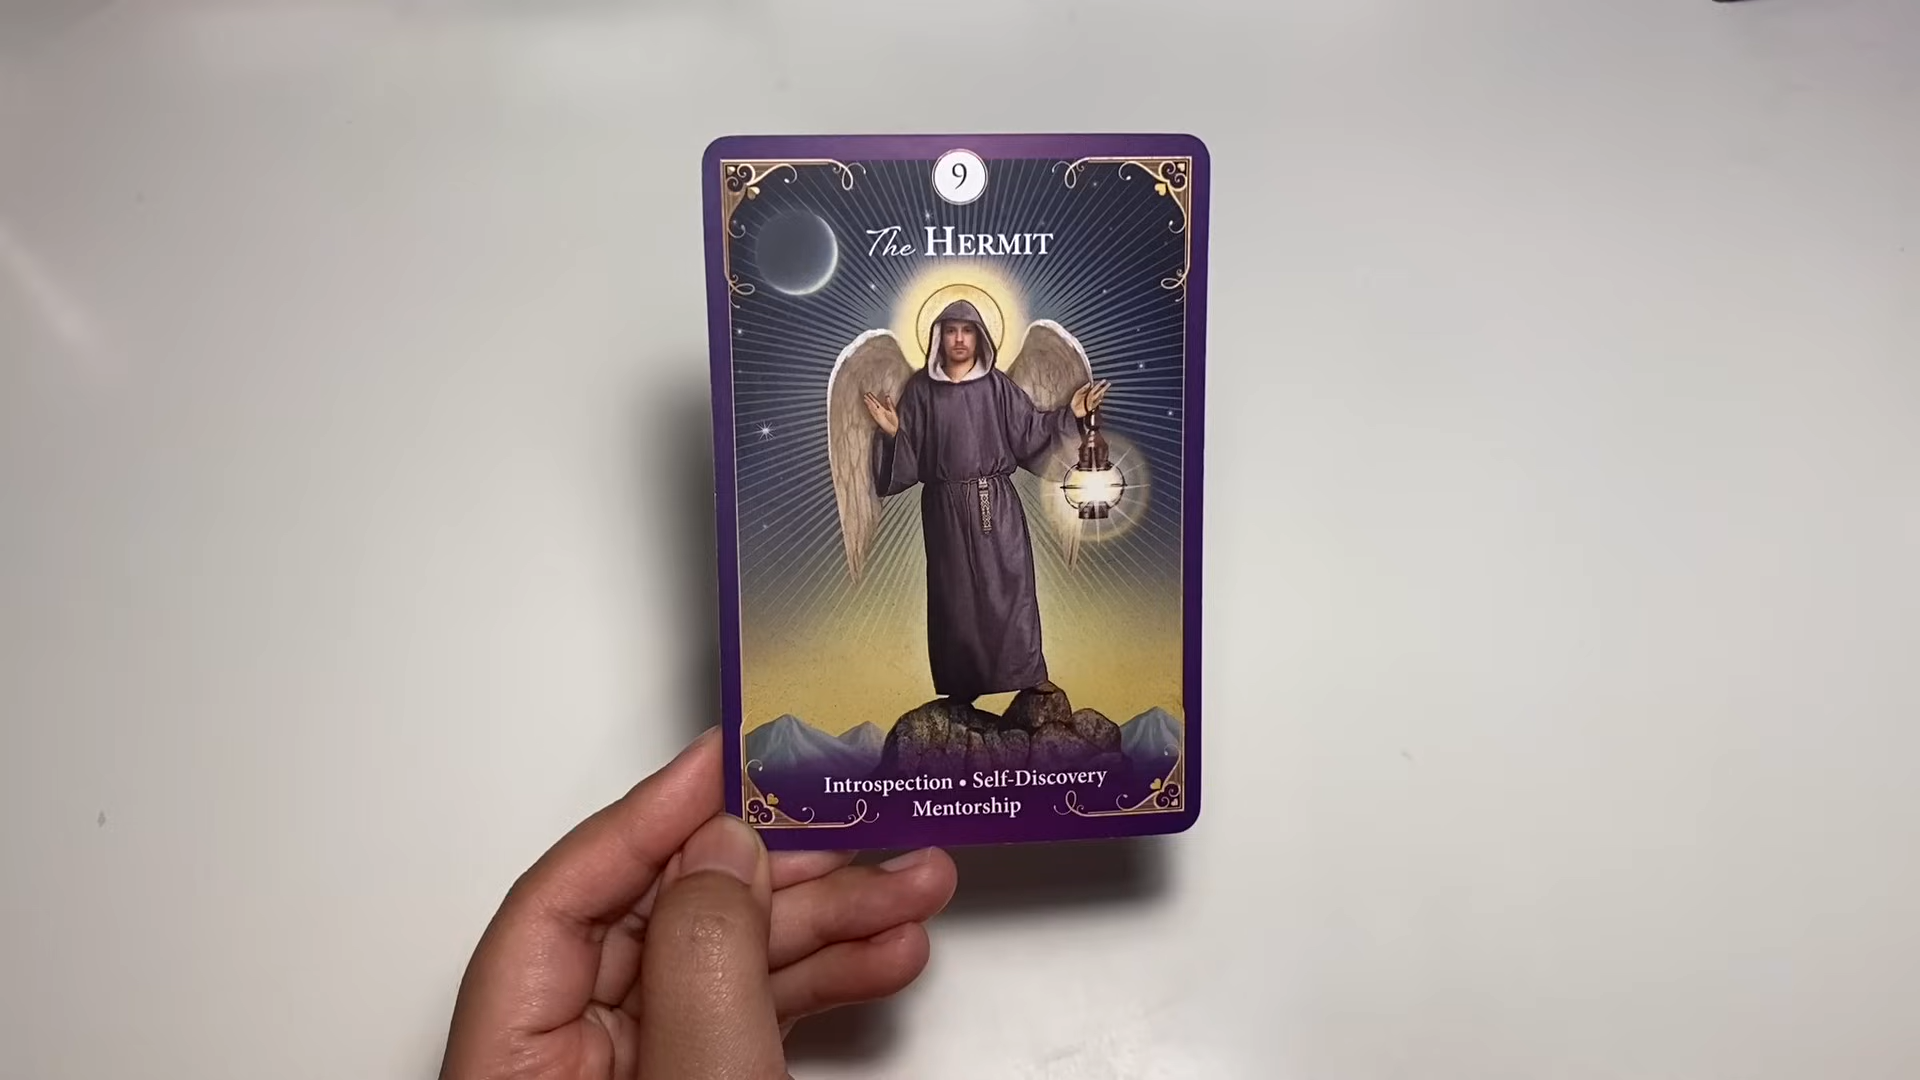 9
The HERMIT
Introspection • Self-Discovery
Mentorship